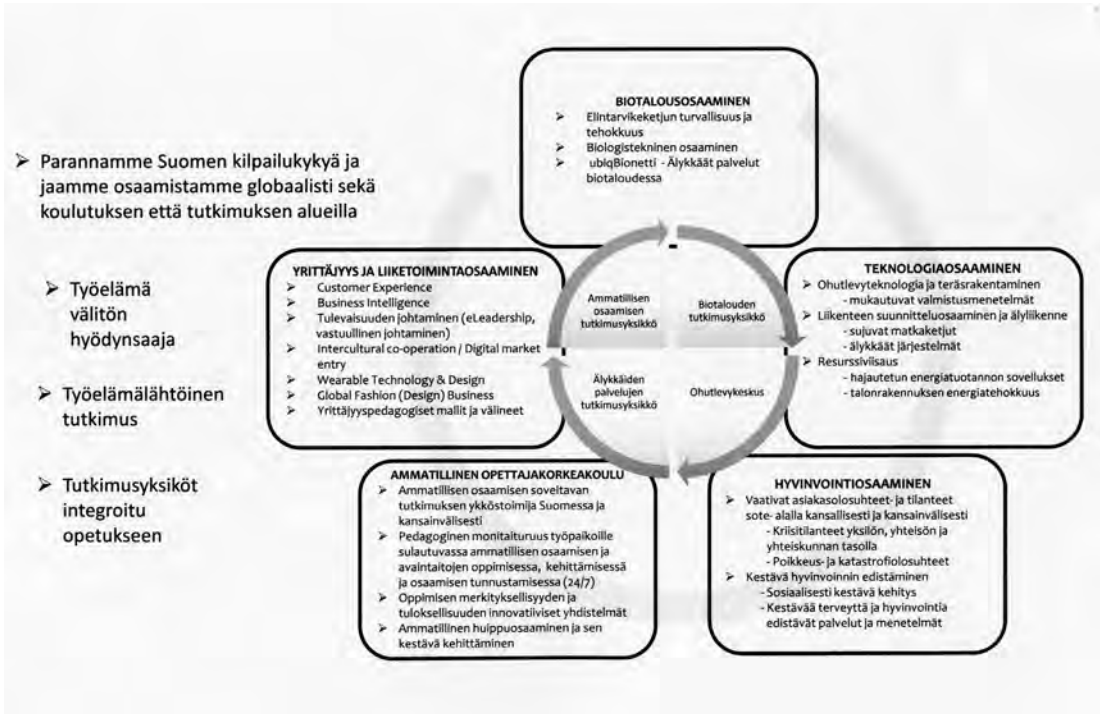 ➢ Parannamme Suomen kilpailukykyä ja
jaamme osaamistamme globaalisti sekä
koulutuksen että tutkimuksen alueilla
➢ Työelämä
välitön
hyödynsaaja
➢ Työelämälähtöinen
tutkimus
➢ Tutkimusyksiköt
integroitu
opetukseen
BIOTALOUSOSAAMINEN
➢ Elintarvikeketjun turvallisuus ja
tehokkuus
➢ Biologistekninen osaaminen
➢ ubiqBionetti - Älykkäät palvelut
biotaloudessa
YRITTÄJYYS JA LIIKETOIMINTAOSAAMINEN
➢ Customer Experience
➢ Business Intelligence
➢ Tulevaisuuden johtaminen (eLeadership,
vastuullinen johtaminen)
➢ Intercultural co-operation / Digital market
entry
➢ Wearable Technology & Design
➢ Global Fashion (Design) Business
➢ Yrittäjyyspedagogiset mallit ja välineet
Ammatillisen
osaamisen
tutkimusyksikkö
Biotalouden
tutkimusyksikkö
Älykkäiden
palvelujen
tutkimusyksikkö
Ohutlevykeskus
TEKNOLOGIAOSAAMINEN
➢ Ohutlevyteknologia ja teräsrakentaminen
- mukautuvat valmistusmenetelmät
➢ Liikenteen suunnitteluosaaminen ja älyliikenne
- sujuvat matkaketjut
- älykkäät järjestelmät
➢ Resurssiviisaus
- hajautetun energiatuotannon sovellukset
- talonrakennuksen energiatehokkuus
AMMATILLINEN OPETTAJAKORKEAKOULU
➢ Ammatillisen osaamisen soveltavan
tutkimuksen ykköstoimija Suomessa ja
kansainvälisesti
➢ Pedagoginen monitaituruus työpaikoille
sulautuvassa ammatillisen osaamisen ja
avaintaitojen oppimisessa, kehittämisessä
ja osaamisen tunnustamisessa (24/7)
➢ Oppimisen merkityksellisyyden ja
tuloksellisuuden innovatiiviset yhdistelmät
➢ Ammatillinen huippuosaaminen ja sen
kestävä kehittäminen
HYVINVOINTIOSAAMINEN
➢ Vaativat asiakasolosuhteet- ja tilanteet
sote- alalla kansallisesti ja kansainvälisesti
- Kriisitilanteet yksilön, yhteisön ja
yhteiskunnan tasolla
- Poikkeus- ja katastrofiolosuhteet
➢ Kestävä hyvinvoinnin edistäminen
- Sosiaalisesti kestävä kehitys
- Kestävää terveyttä ja hyvinvointia
edistävät palvelut ja menetelmät